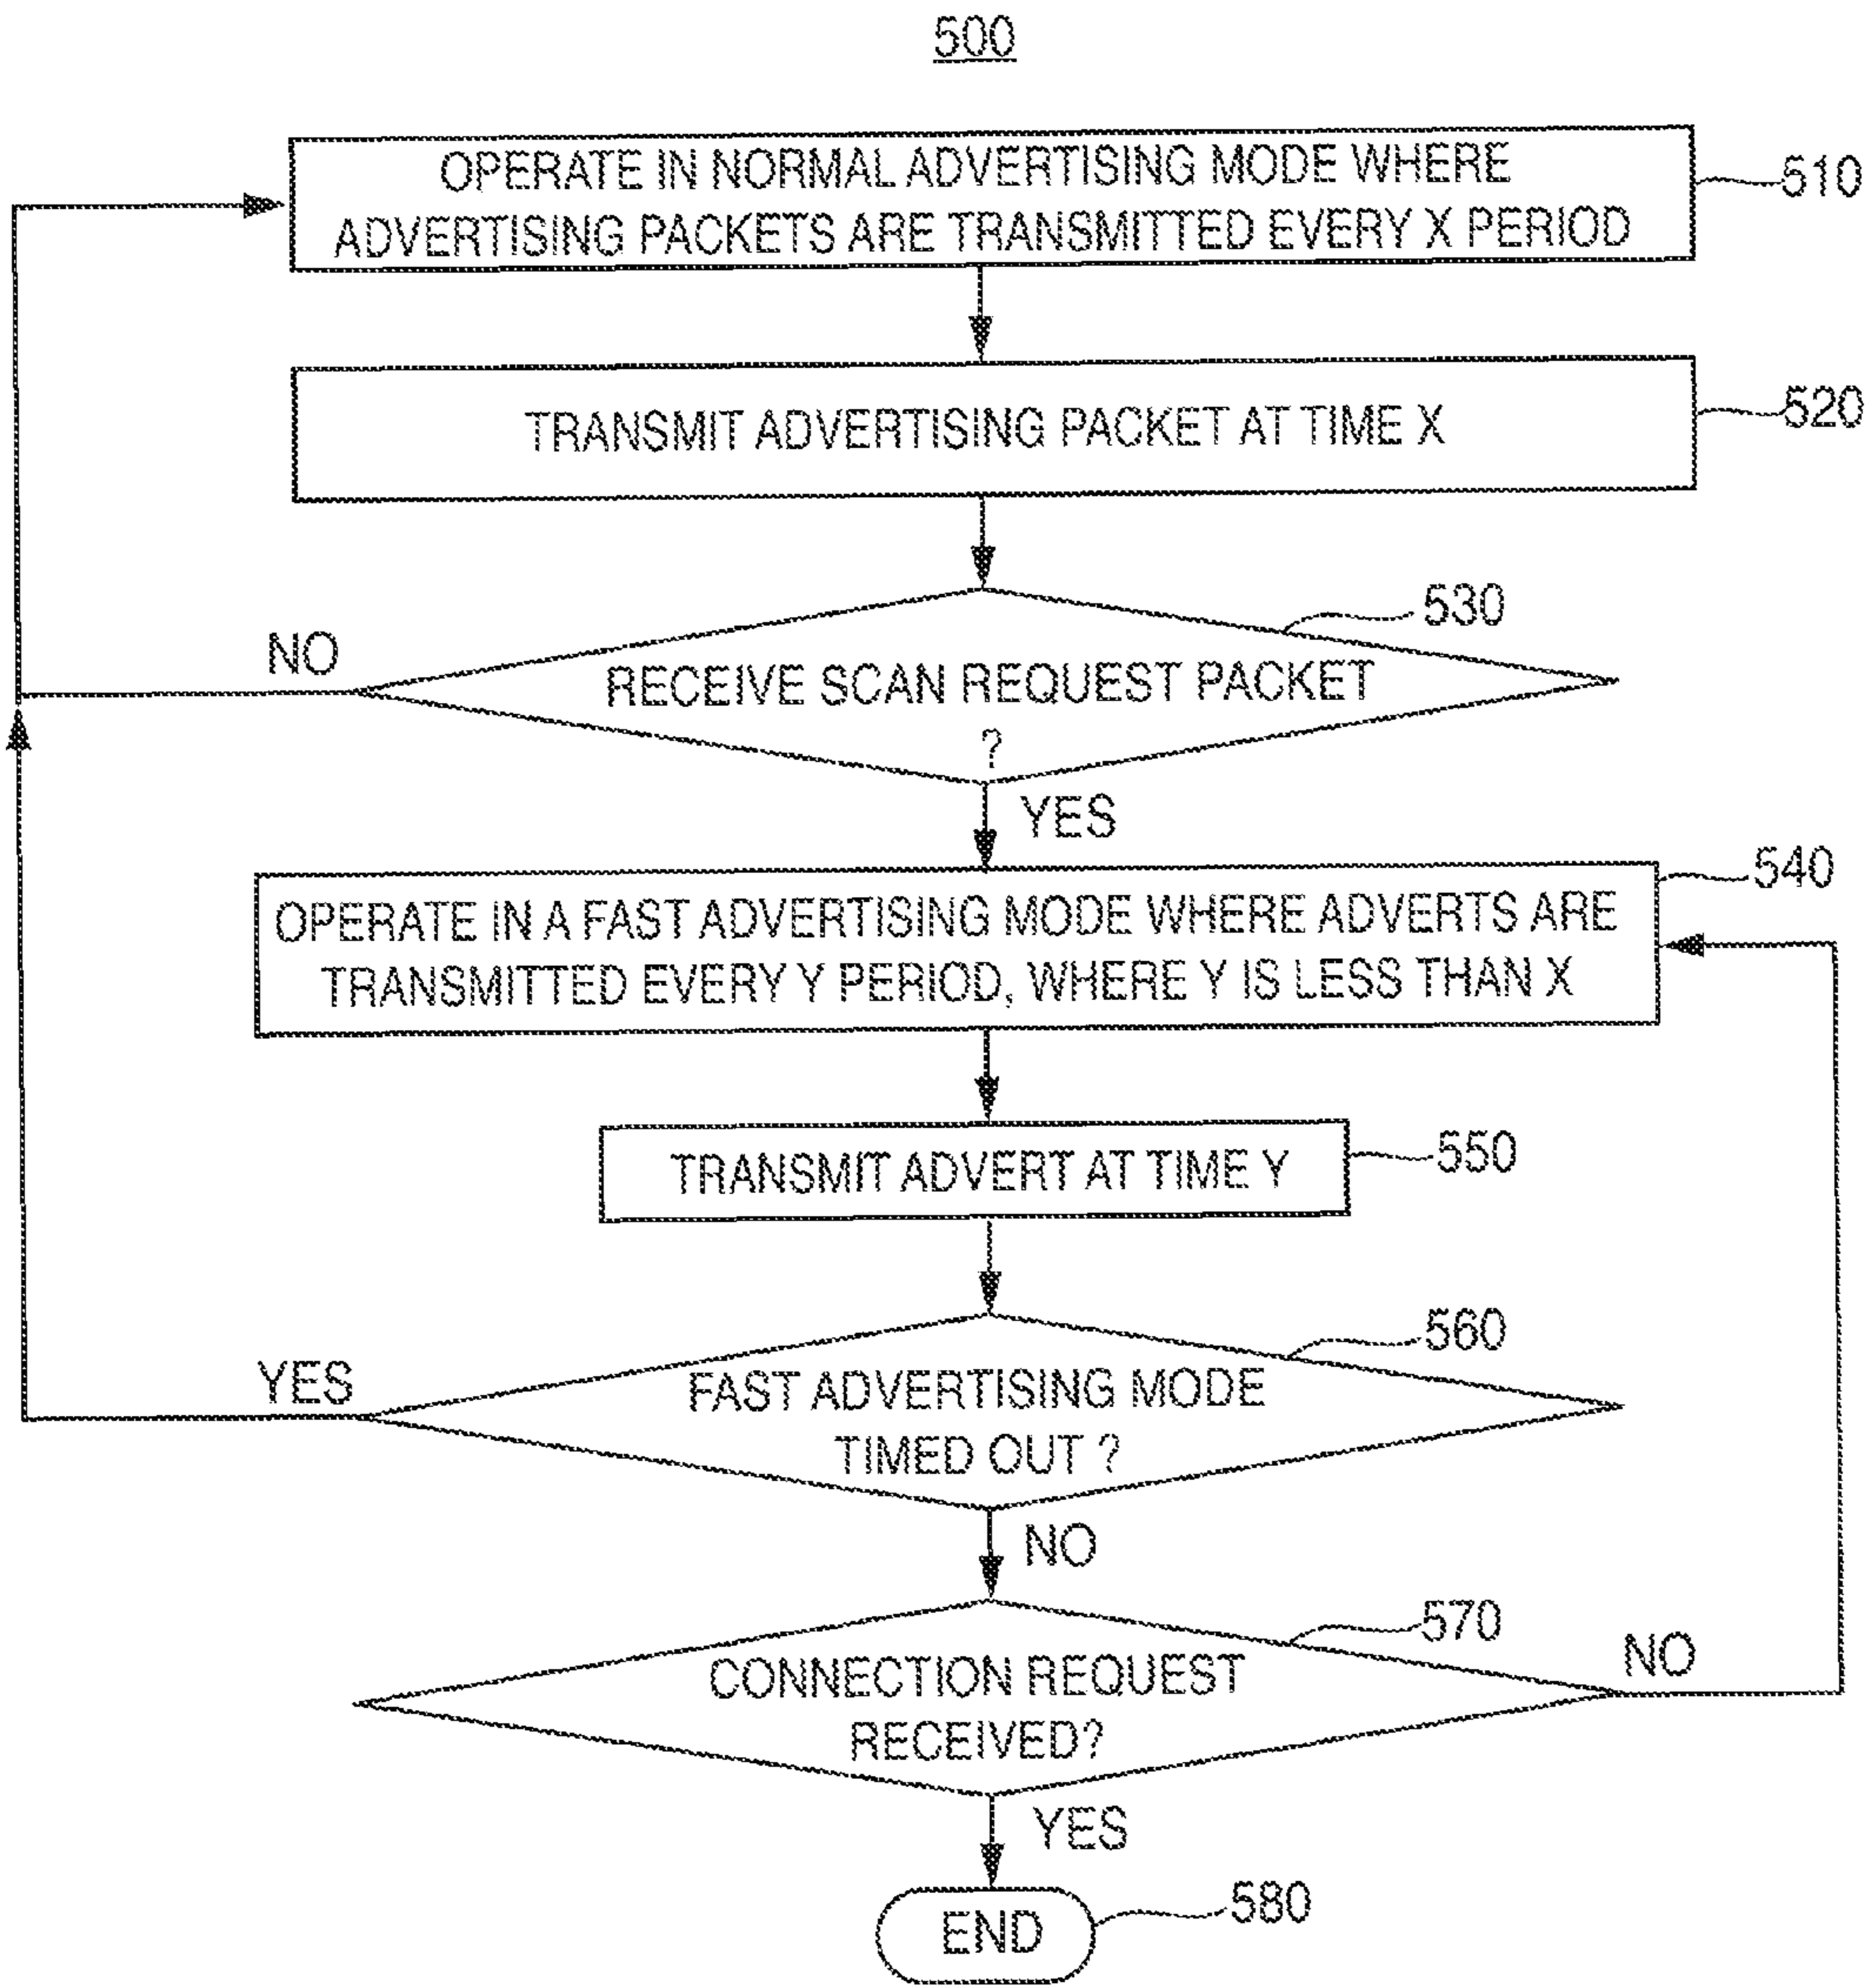 500
OPERATE IN NORMAL ADVERTISING MODE WHERE
ADVERTISING PACKETS ARE TRANSMITTED EVERY X PERIOD
510
TRANSMIT ADVERTISING PACKET AT TIME X
520
530
NO
RECEIVE SCAN REQUEST PACKET
?
YES
540
OPERATE IN A FAST ADVERTISING MODE WHERE ADVERTS ARE
TRANSMITTED EVERY Y PERIOD, WHERE Y IS LESS THAN X
TRANSMIT ADVERT AT TIME Y
550
560
YES
FAST ADVERTISING MODE
TIMED OUT ?
NO
570
NO
CONNECTION REQUEST
RECEIVED?
YES
END
580